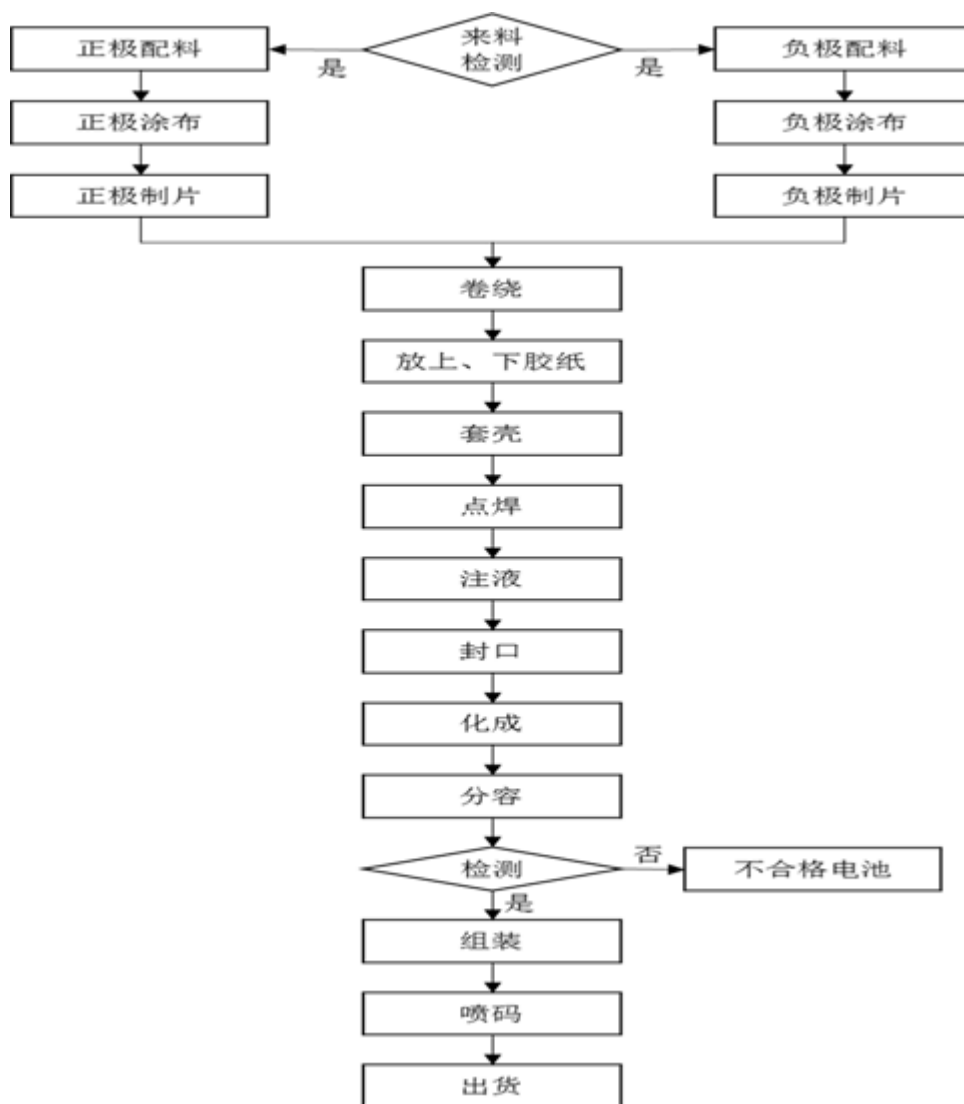 来料
检测
正极配料
是
是
负极配料
正极涂布
负极涂布
正极制片
负极制片
卷绕
放上、下胶纸
套壳
点焊
注液
封口
化成
分容
检测
否
不合格电池
是
组装
喷码
出货